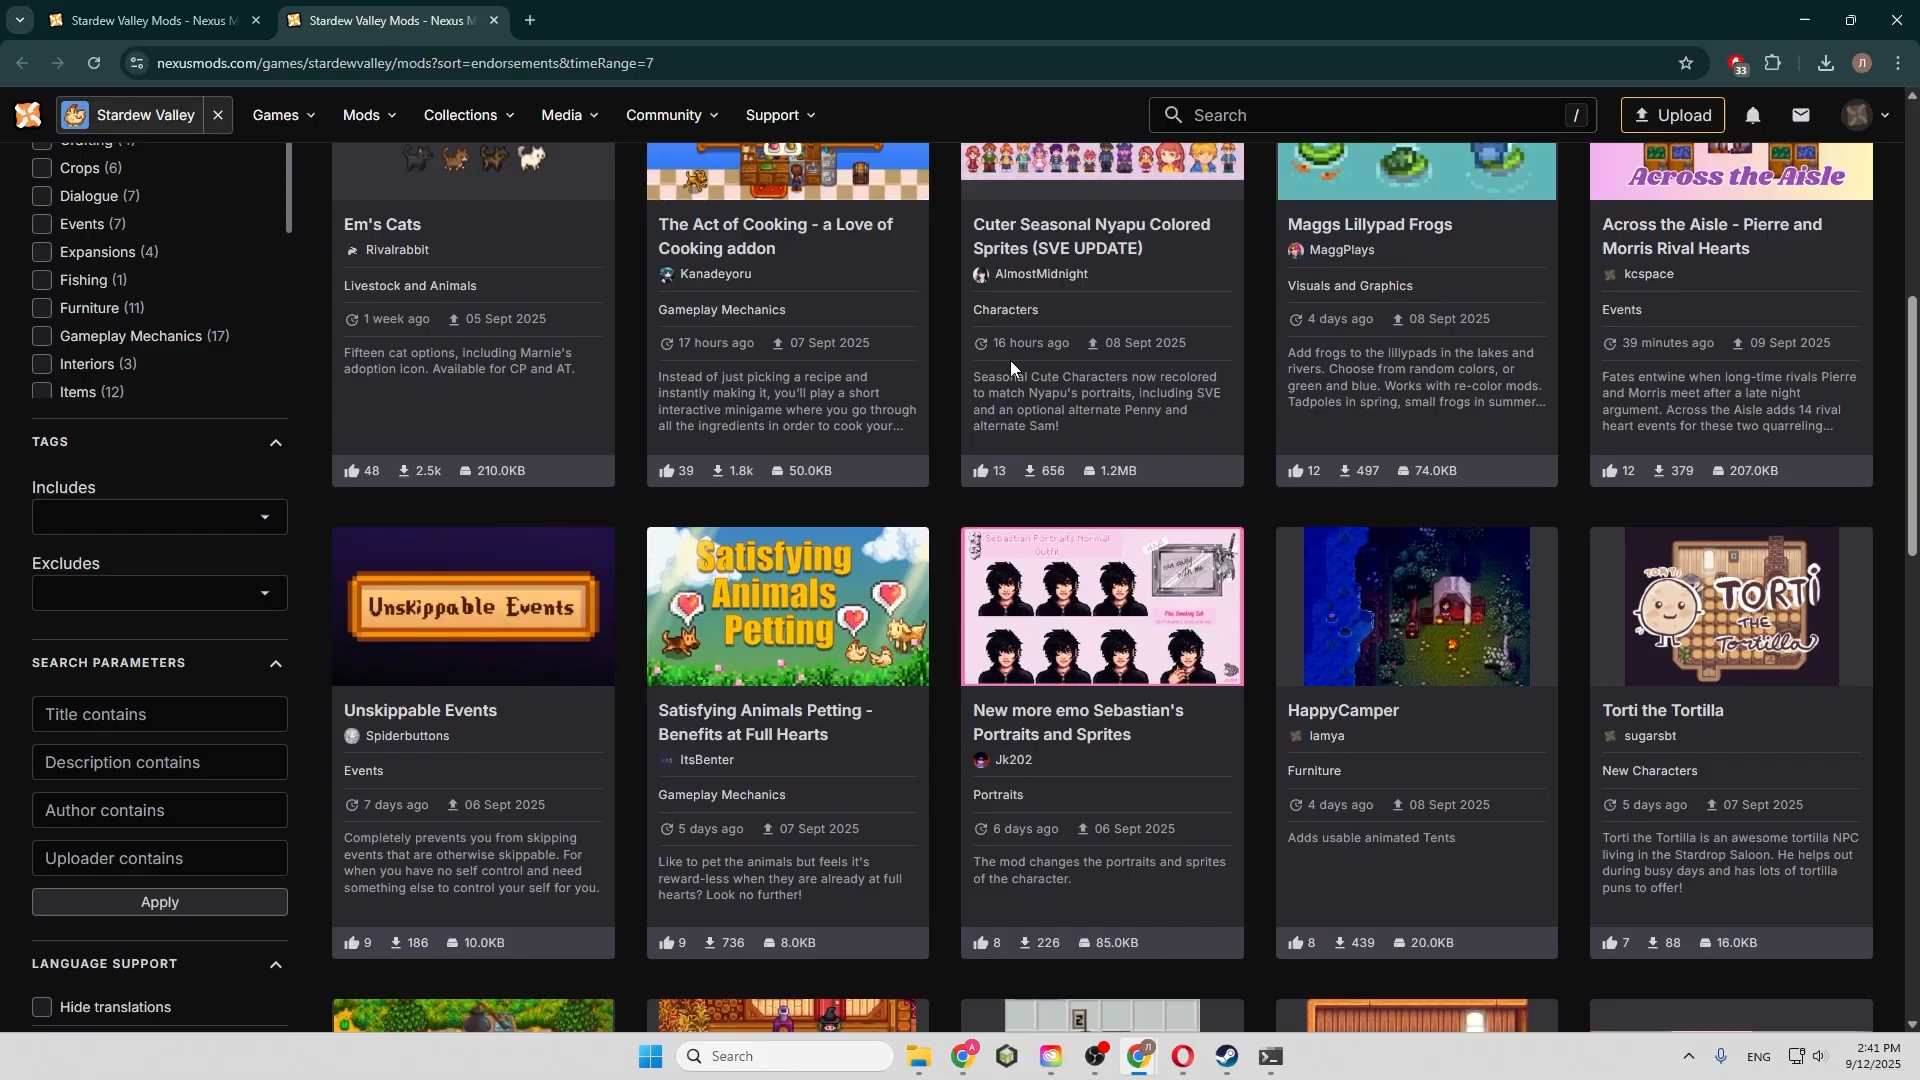 Stardew Valley Mods - Nexus M
Stardew Valley Mods - Nexus M
nexusmods.com/games/stardewvalley/mods?sort=endorsements&timeRange=7
33
Л
Stardew Valley
Games
Mods
Collections
Media
Community
Support
Search
/
Upload
Crops (6)
Dialogue (7)
Events (7)
Expansions (4)
Fishing (1)
Furniture (11)
Gameplay Mechanics (17)
Interiors (3)
Items (12)
TAGS
Includes
Excludes
SEARCH PARAMETERS
Title contains
Description contains
Author contains
Uploader contains
Apply
LANGUAGE SUPPORT
Hide translations
Em's Cats
Rivalrabbit
Livestock and Animals
1 week ago 05 Sept 2025
Fifteen cat options, including Marnie's
adoption icon. Available for CP and AT.
48 2.5k 210.0KB
The Act of Cooking - a Love of
Cooking addon
Kanadeyoru
Gameplay Mechanics
17 hours ago 07 Sept 2025
Instead of just picking a recipe and
instantly making it, you'll play a short
interactive minigame where you go through
all the ingredients in order to cook your...
39 1.8k 50.0KB
Cuter Seasonal Nyapu Colored
Sprites (SVE UPDATE)
AlmostMidnight
Characters
16 hours ago 08 Sept 2025
Seasonal Cute Characters now recolored
to match Nyapu's portraits, including SVE
and an optional alternate Penny and
alternate Sam!
13 656 1.2MB
Maggs Lillypad Frogs
MaggPlays
Visuals and Graphics
4 days ago 08 Sept 2025
Add frogs to the lillypads in the lakes and
rivers. Choose from random colors, or
green and blue. Works with re-color mods.
Tadpoles in spring, small frogs in summer...
12 497 74.0KB
Across the Aisle
Across the Aisle - Pierre and
Morris Rival Hearts
kcspace
Events
39 minutes ago 09 Sept 2025
Fates entwine when long-time rivals Pierre
and Morris meet after a late night
argument. Across the Aisle adds 14 rival
heart events for these two quarreling...
12 379 207.0KB
Unskippable Events
Unskippable Events
Spiderbuttons
Events
7 days ago 06 Sept 2025
Completely prevents you from skipping
events that are otherwise skippable. For
when you have no self control and need
something else to control your self for you.
9 186 10.0KB
Satisfying
Animals
Petting
Satisfying Animals Petting -
Benefits at Full Hearts
ItsBenter
Gameplay Mechanics
5 days ago 07 Sept 2025
Like to pet the animals but feels it's
reward-less when they are already at full
hearts? Look no further!
9 736 8.0KB
Sebastian Portraits Normal
Outfit
New more emo Sebastian's
Portraits and Sprites
Jk202
Portraits
6 days ago 06 Sept 2025
The mod changes the portraits and sprites
of the character.
8 226 85.0KB
HappyCamper
lamya
Furniture
4 days ago 08 Sept 2025
Adds usable animated Tents
8 439 20.0KB
TORTI
THE
Tortilla
Torti the Tortilla
sugarsbt
New Characters
5 days ago 07 Sept 2025
Torti the Tortilla is an awesome tortilla NPC
living in the Stardrop Saloon. He helps out
during busy days and has lots of tortilla
puns to offer!
7 88 16.0KB
Search
ENG
2:41 PM
9/12/2025